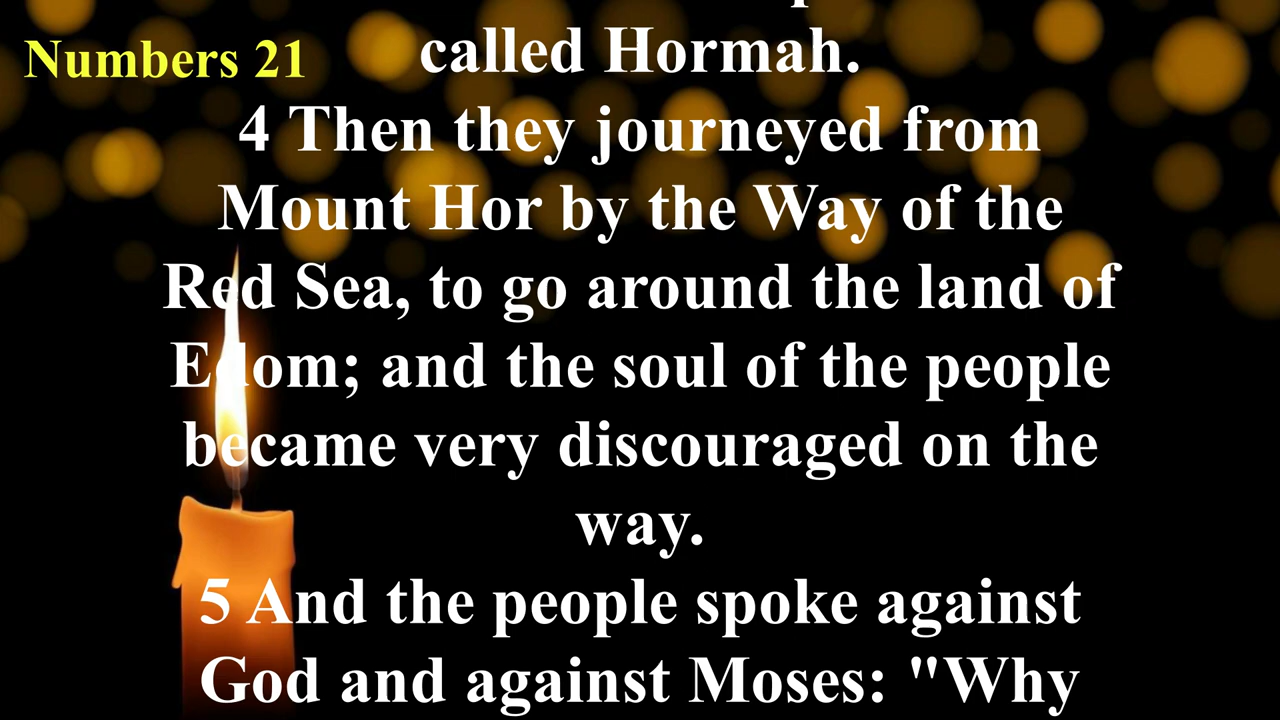 Numbers 21
called Hormah.
4 Then they journeyed from
Mount Hor by the Way of the
Red Sea, to go around the land of
Edom; and the soul of the people
became very discouraged on the
way.
5 And the people spoke against
God and against Moses: "Why